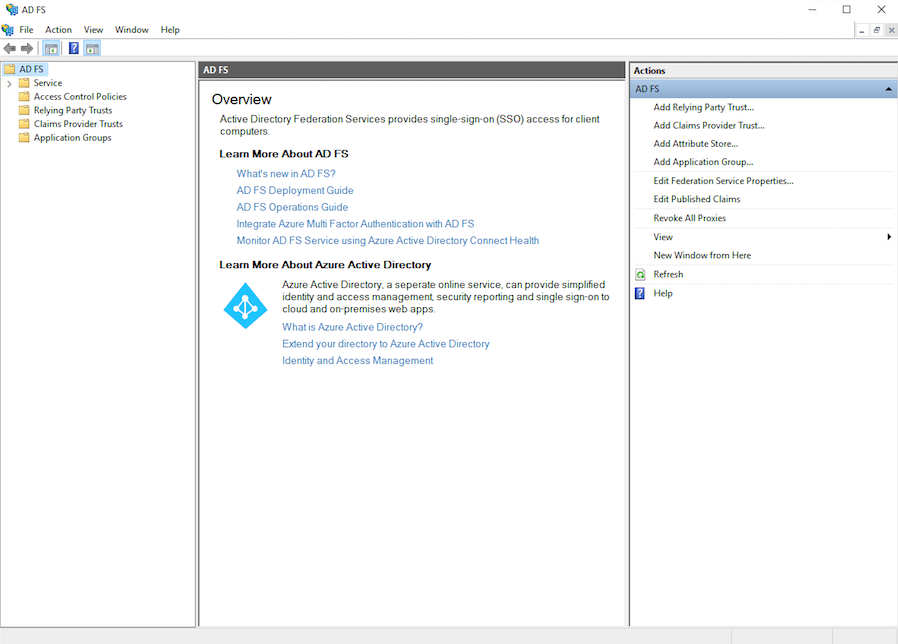 AD FS
File Action View Window Help
AD FS
Service
Access Control Policies
Relying Party Trusts
Claims Provider Trusts
Application Groups
AD FS
Overview
Active Directory Federation Services provides single-sign-on (SSO) access for client
computers.
Learn More About AD FS
What's new in AD FS?
AD FS Deployment Guide
AD FS Operations Guide
Integrate Azure Multi Factor Authentication with AD FS
Monitor AD FS Service using Azure Active Directory Connect Health
Learn More About Azure Active Directory
Azure Active Directory, a seperate online service, can provide simplified
identity and access management, security reporting and single sign-on to
cloud and on-premises web apps.
What is Azure Active Directory?
Extend your directory to Azure Active Directory
Identity and Access Management
Actions
AD FS
Add Relying Party Trust...
Add Claims Provider Trust...
Add Attribute Store...
Add Application Group...
Edit Federation Service Properties...
Edit Published Claims
Revoke All Proxies
View
New Window from Here
Refresh
Help